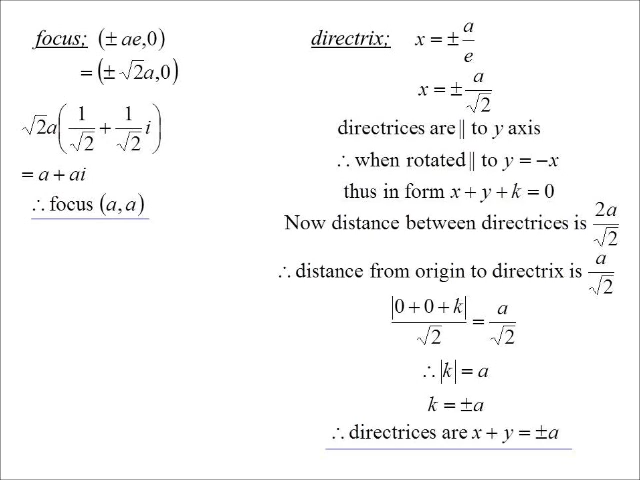 focus; (± ae,0)
= (± √2a,0)
√2a(1/√2 + 1/√2 i)
= a + ai
∴ focus (a, a)
directrix; x = ± a/e
x = ± a/√2
directrices are || to y axis
∴ when rotated || to y = −x
thus in form x + y + k = 0
Now distance between directrices is 2a/√2
∴ distance from origin to directrix is a/√2
|0 + 0 + k|/√2 = a/√2
∴ |k| = a
k = ±a
∴ directrices are x + y = ±a